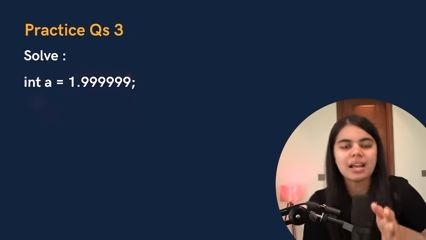 Practice Qs 3
Solve :
int a = 1.999999;